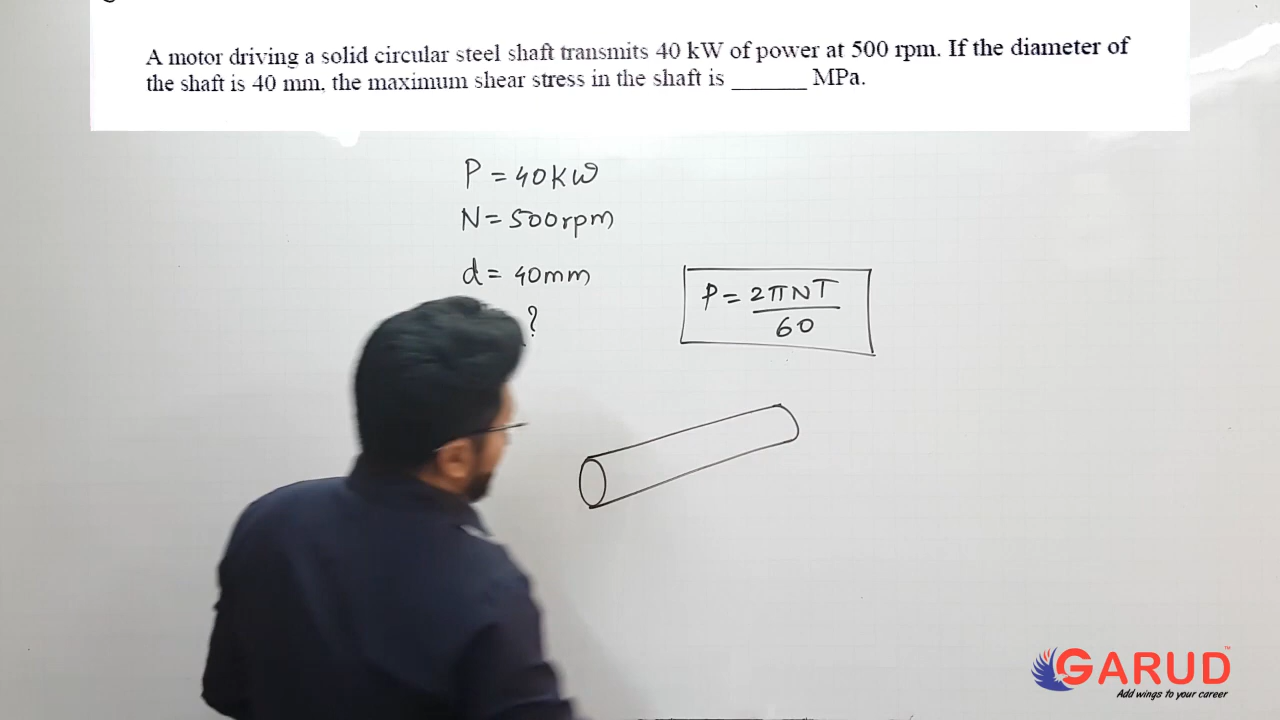 A motor driving a solid circular steel shaft transmits 40 kW of power at 500 rpm. If the diameter of
the shaft is 40 mm, the maximum shear stress in the shaft is ______ MPa.
P = 40kW
N = 500rpm
d = 40mm
?
P = 2πNT
60
GARUD™
Add wings to your career